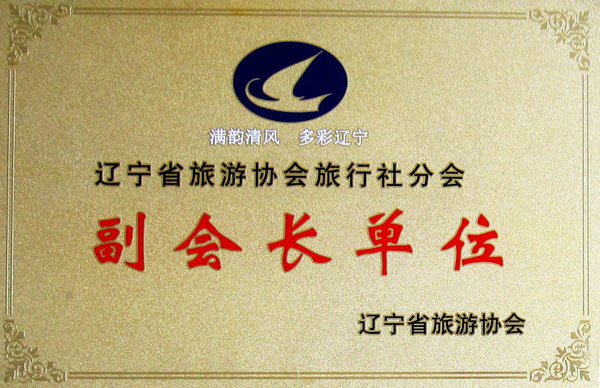 满韵清风 多彩辽宁
辽宁省旅游协会旅行社分会
副会长单位
辽宁省旅游协会